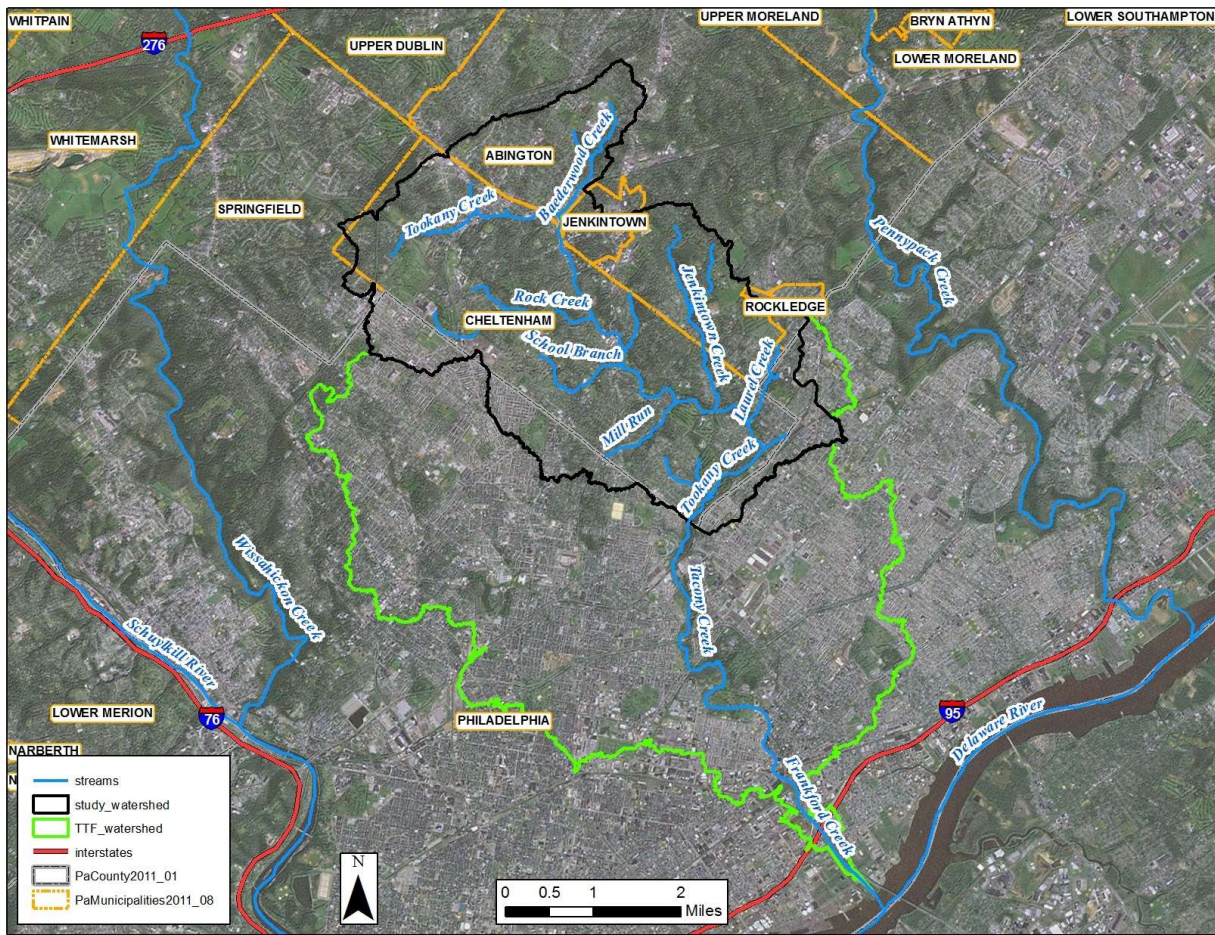 WHITPAIN
276
UPPER DUBLIN
UPPER MORELAND
BRYN ATHYN
LOWER SOUTHAMPTON
LOWER MORELAND
WHITEMARSH
ABINGTON
Baederwood Creek
SPRINGFIELD
Tookany Creek
JENKINTOWN
Pennypack Creek
Rock Creek
CHELTENHAM
School Branch
Jenkintown Creek
ROCKLEDGE
Laurel Creek
Mill Run
Tookany Creek
Wissahickon Creek
Tacony Creek
Schuylkill River
LOWER MERION
76
PHILADELPHIA
95
Delaware River
NARBERTH
N
Frankford Creek
streams
study_watershed
TTF_watershed
interstates
PaCounty2011_01
PaMunicipalities2011_08
N
0 0.5 1 2
Miles